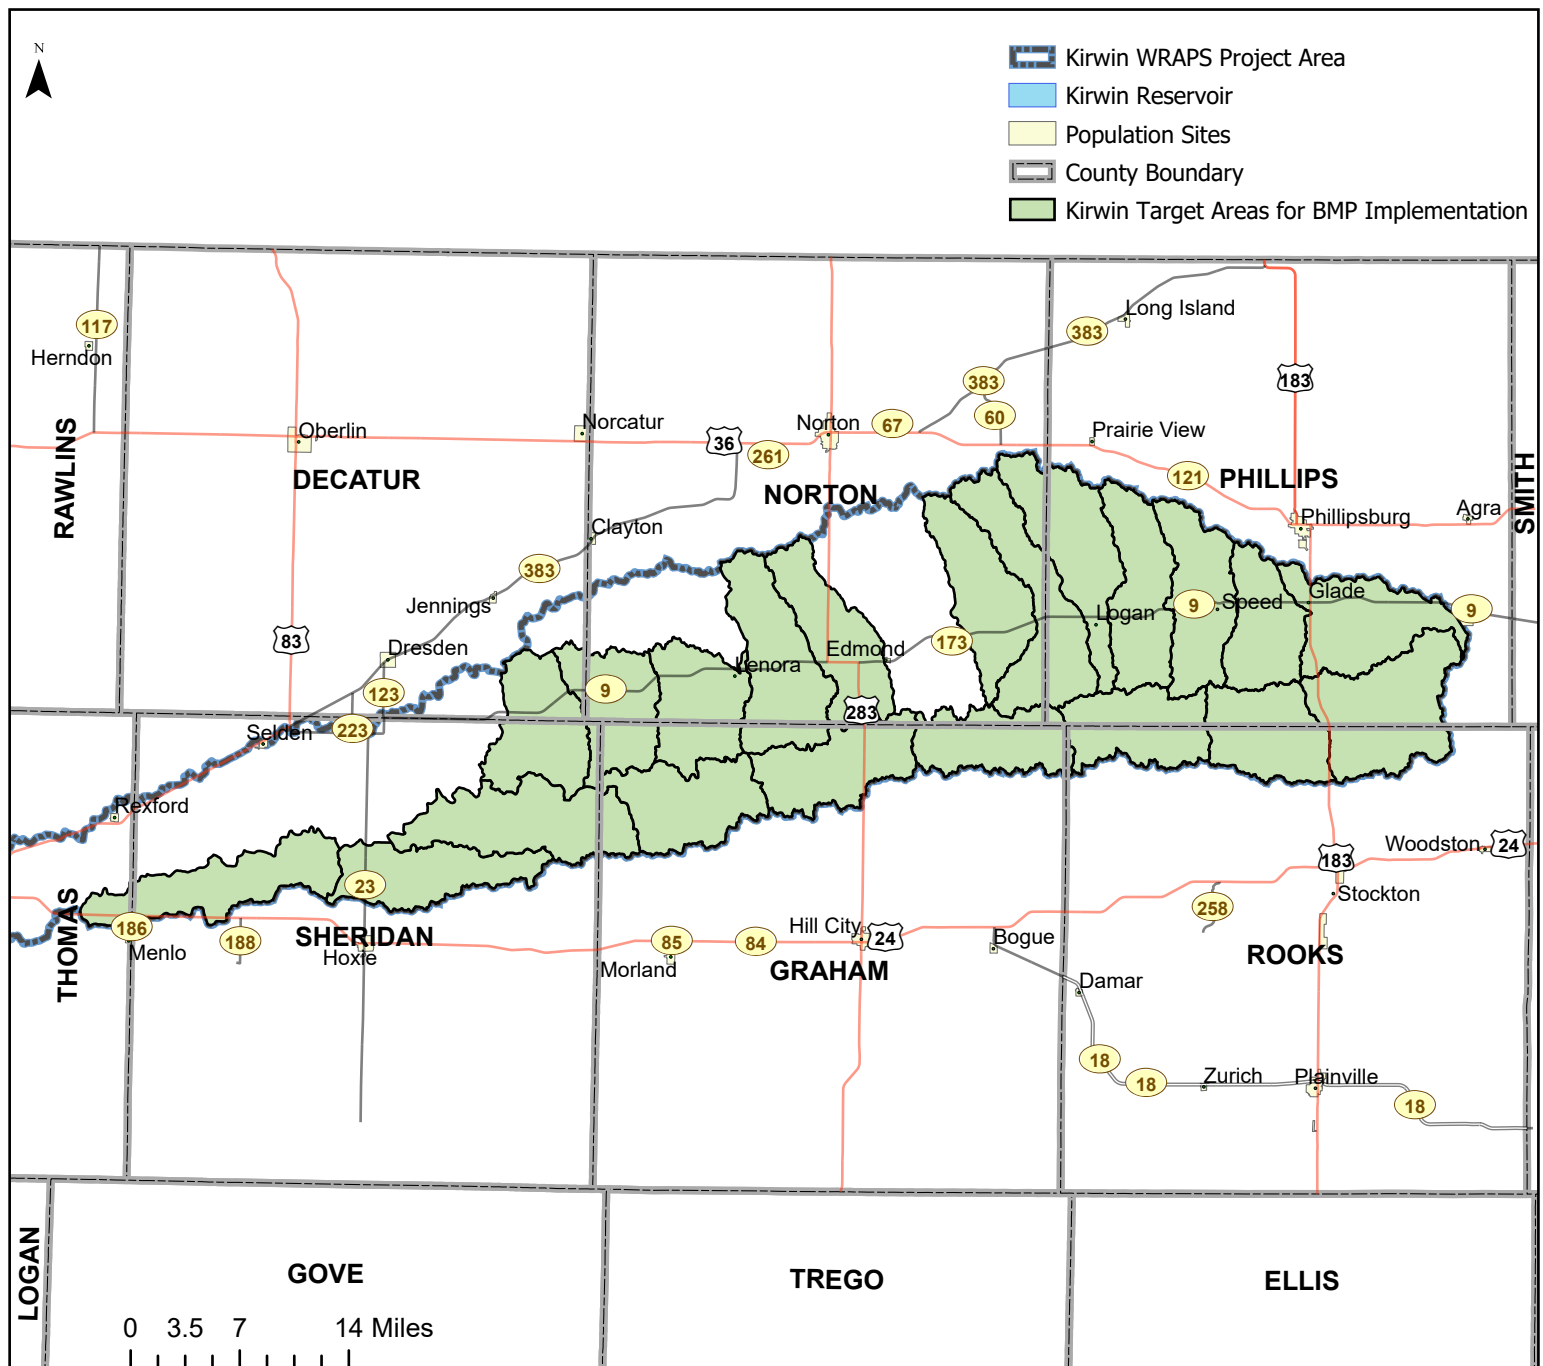 N
Kirwin WRAPS Project Area
Kirwin Reservoir
Population Sites
County Boundary
Kirwin Target Areas for BMP Implementation
Long Island
117
383
Herndon
383
183
60
Norcatur
67
Oberlin
Norton
Prairie View
36
261
RAWLINS
DECATUR
121
PHILLIPS
SMITH
NORTON
Agra
Phillipsburg
Clayton
383
Glade
Jennings
9
Speed
9
Logan
83
173
Dresden
Edmond
Lenora
123
9
283
223
Selden
Rexford
Woodston
24
183
23
Stockton
THOMAS
258
186
Hill City
188
SHERIDAN
85
84
24
Bogue
Menlo
Hoxie
ROOKS
Morland
GRAHAM
Damar
18
18
Zurich
Plainville
18
LOGAN
GOVE
TREGO
ELLIS
0 3.5 7 14 Miles